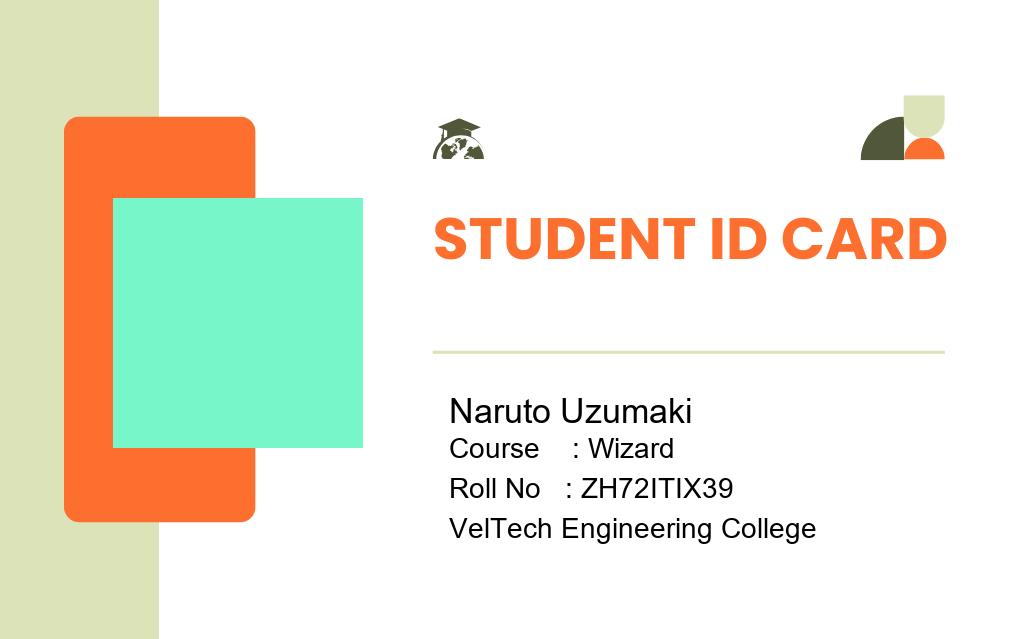 STUDENT ID CARD
Naruto Uzumaki
Course : Wizard
Roll No : ZH72ITIX39
VelTech Engineering College